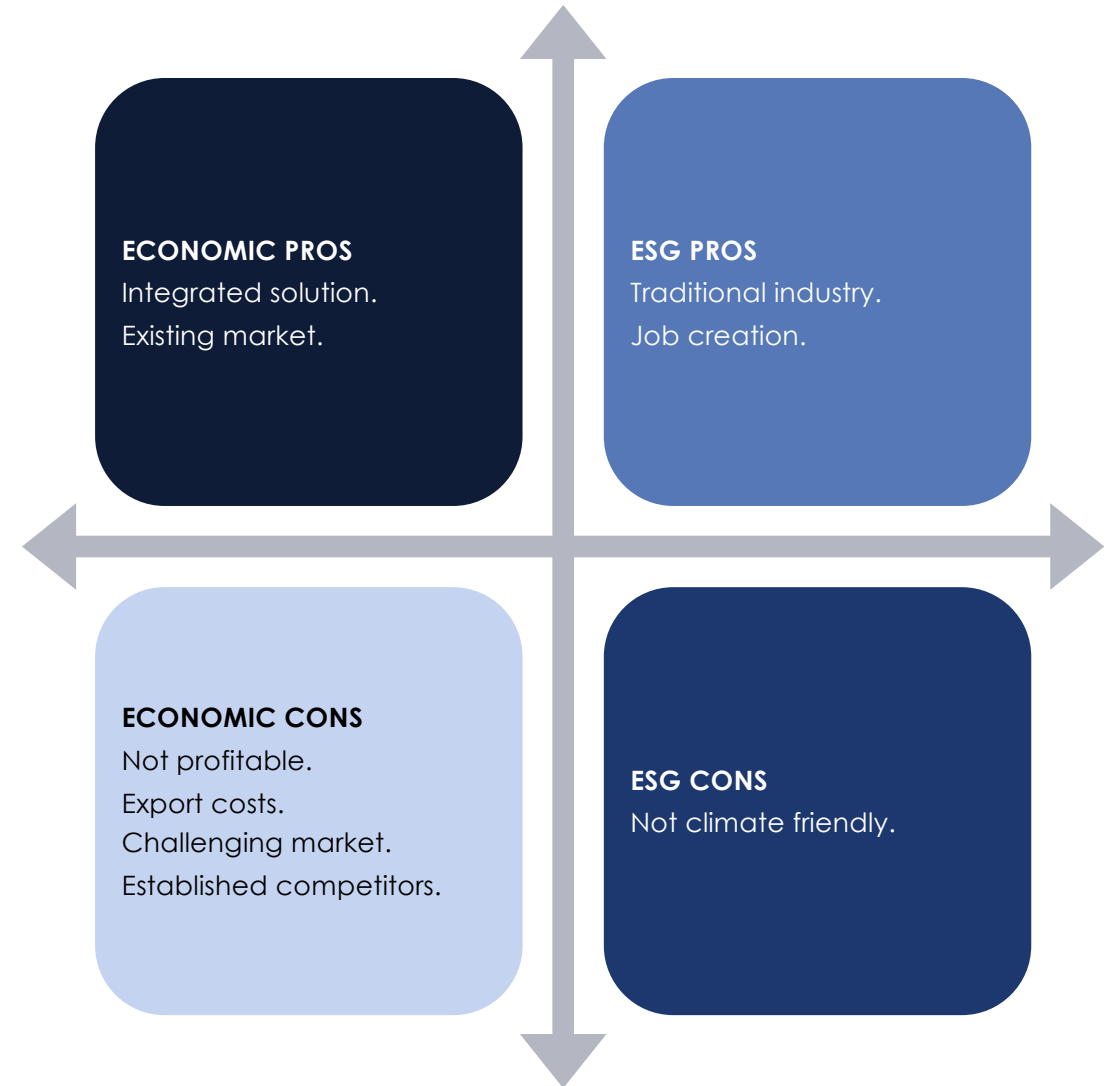 ECONOMIC PROS
Integrated solution.
Existing market.
ESG PROS
Traditional industry.
Job creation.
ECONOMIC CONS
Not profitable.
Export costs.
Challenging market.
Established competitors.
ESG CONS
Not climate friendly.